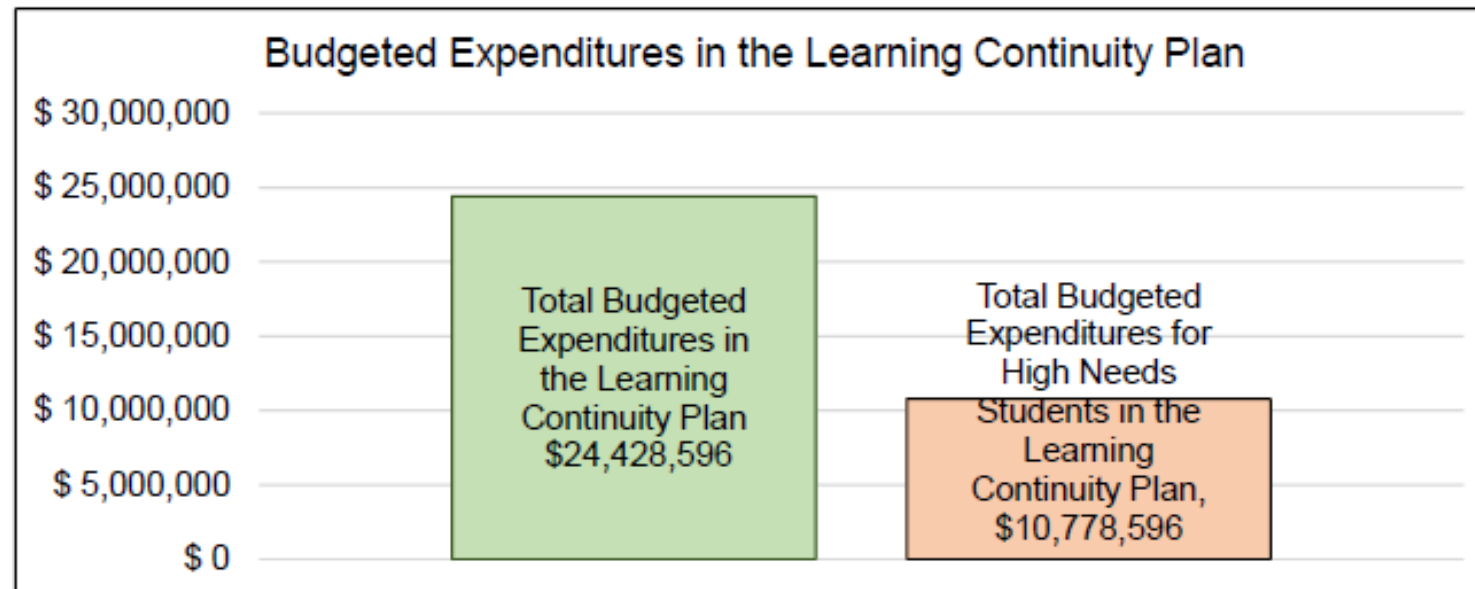 Budgeted Expenditures in the Learning Continuity Plan
$ 30,000,000
$ 25,000,000
$ 20,000,000
$ 15,000,000
$ 10,000,000
$ 5,000,000
$ 0
Total Budgeted
Expenditures in
the Learning
Continuity Plan
$24,428,596
Total Budgeted
Expenditures for
High Needs
Students in the
Learning
Continuity Plan,
$10,778,596